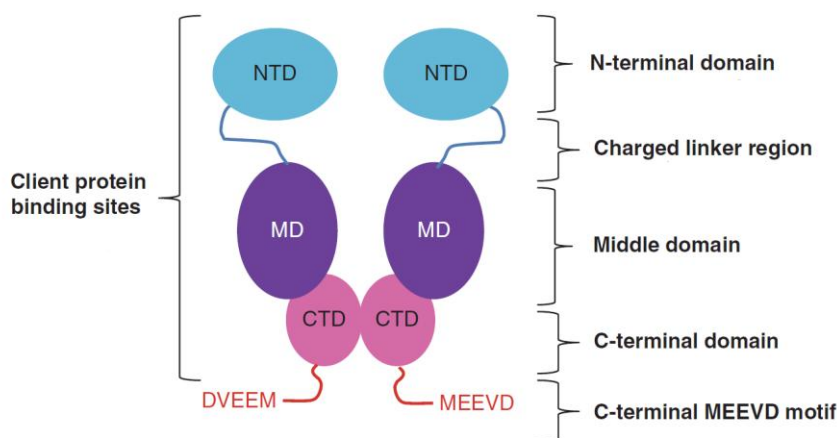 NTD
NTD
N-terminal domain
Charged linker region
Client protein
binding sites
MD
MD
Middle domain
CTD
CTD
C-terminal domain
DVEEM
MEEVD
C-terminal MEEVD motif